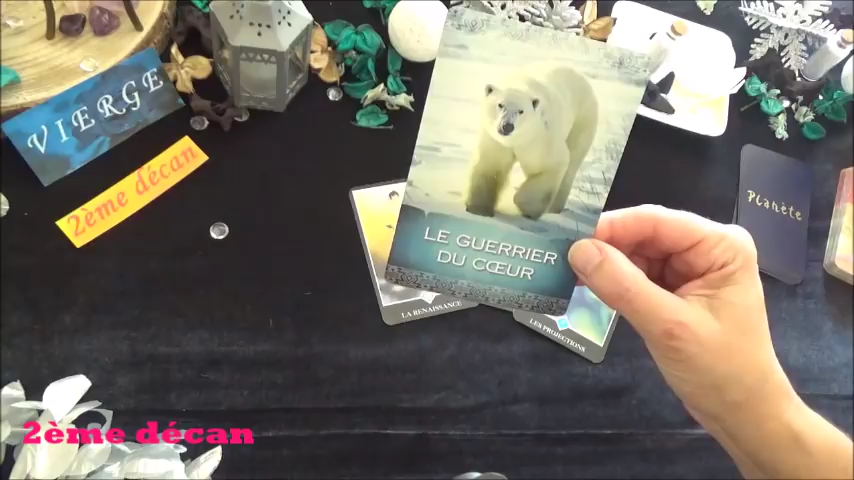 VIERGE
2ème décan
LE GUERRIER
DU CŒUR
Planète
LA RENAISSANCE
LES PROJECTIONS
2ème décan